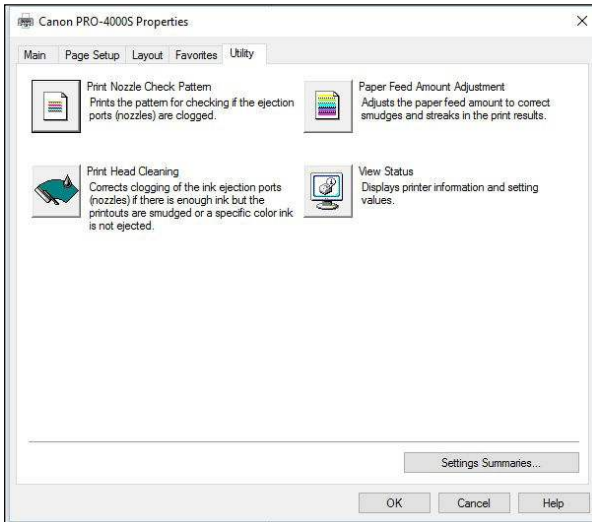 Canon PRO-4000S Properties
Main Page Setup Layout Favorites Utility
Print Nozzle Check Pattern
Prints the pattern for checking if the ejection
ports (nozzles) are clogged.
Paper Feed Amount Adjustment
Adjusts the paper feed amount to correct
smudges and streaks in the print results.
Print Head Cleaning
Corrects clogging of the ink ejection ports
(nozzles) if there is enough ink but the
printouts are smudged or a specific color ink
is not ejected.
View Status
Displays printer information and setting
values.
Settings Summaries...
OK Cancel Help